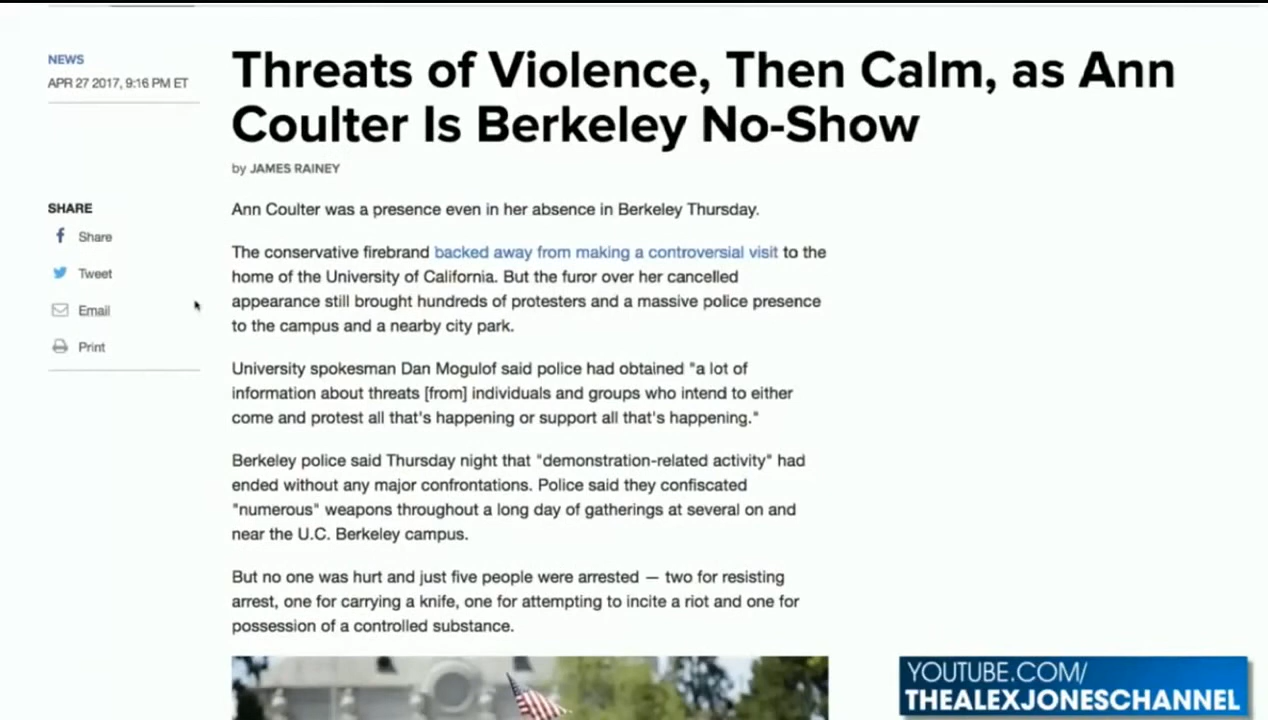 NEWS
APR 27 2017, 9:16 PM ET
Threats of Violence, Then Calm, as Ann
Coulter Is Berkeley No-Show
by JAMES RAINEY
SHARE
Share
Tweet
Email
Print
Ann Coulter was a presence even in her absence in Berkeley Thursday.
The conservative firebrand backed away from making a controversial visit to the
home of the University of California. But the furor over her cancelled
appearance still brought hundreds of protesters and a massive police presence
to the campus and a nearby city park.
University spokesman Dan Mogulof said police had obtained "a lot of
information about threats [from] individuals and groups who intend to either
come and protest all that's happening or support all that's happening."
Berkeley police said Thursday night that "demonstration-related activity" had
ended without any major confrontations. Police said they confiscated
"numerous" weapons throughout a long day of gatherings at several on and
near the U.C. Berkeley campus.
But no one was hurt and just five people were arrested — two for resisting
arrest, one for carrying a knife, one for attempting to incite a riot and one for
possession of a controlled substance.
YOUTUBE.COM/
THEALEXJONESCHANNEL